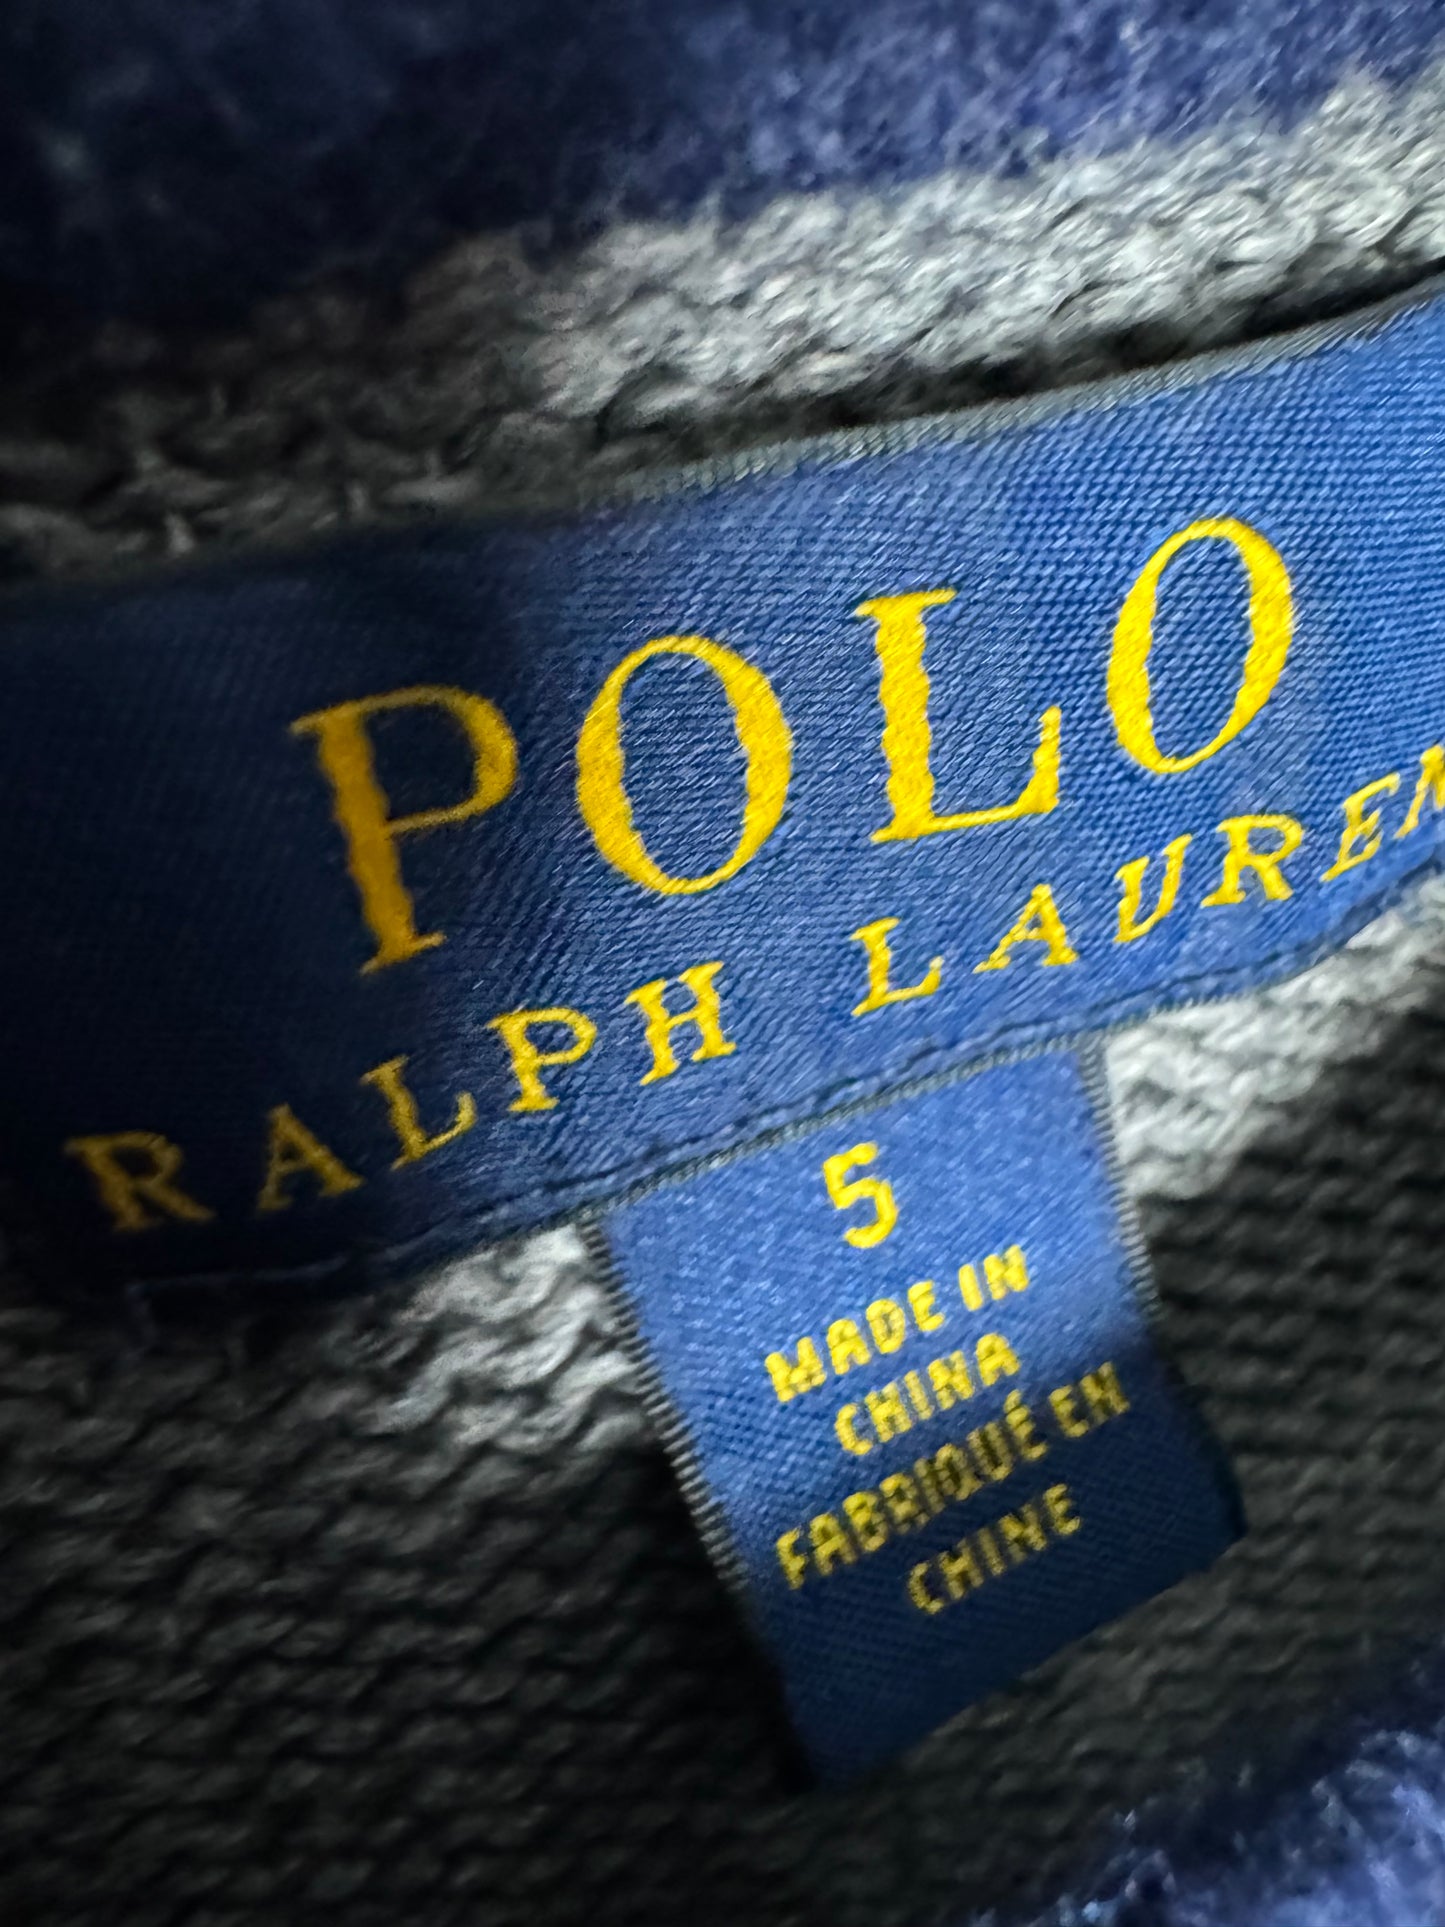 POLO
RALPH LAUREN
5
MADE IN
CHINA
FABRIQUÉ EN
CHINE